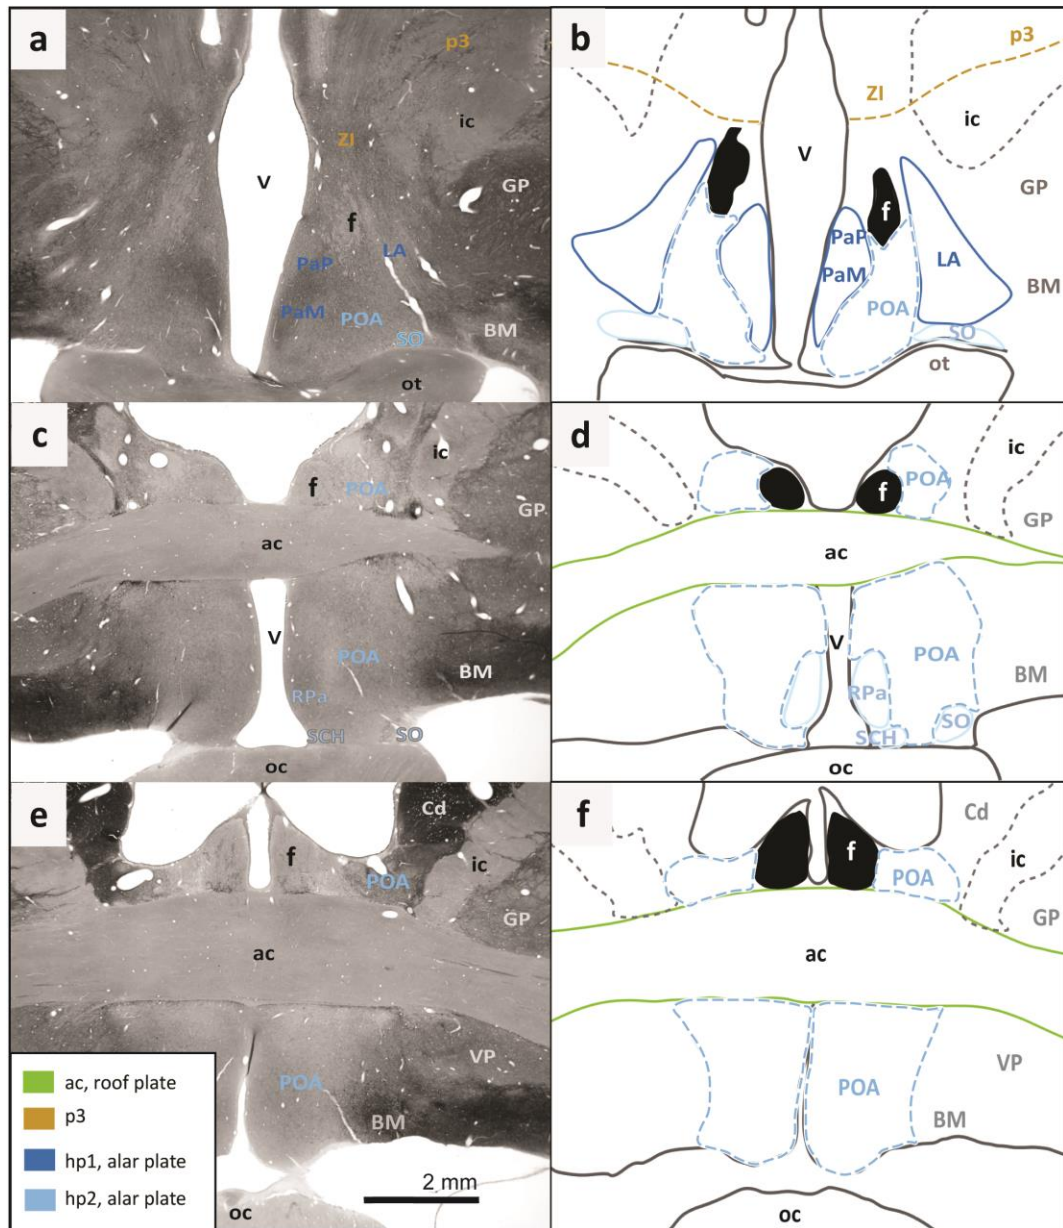 a
p3
ic
ZI
V
GP
f
LA
PaP
PaM
POA
SO
BM
ot
b
p3
ZI
ic
V
GP
f
PaP
LA
PaM
BM
POA
SO
ot
c
ic
f
POA
GP
ac
V
POA
BM
RPa
SCH
SO
oc
d
ic
POA
f
GP
ac
V
POA
BM
RPa
SO
SCH
oc
e
Cd
f
ic
POA
GP
ac
VP
POA
BM
2 mm
oc
ac, roof plate
p3
hp1, alar plate
hp2, alar plate
f
Cd
f
ic
POA
GP
ac
VP
POA
BM
oc